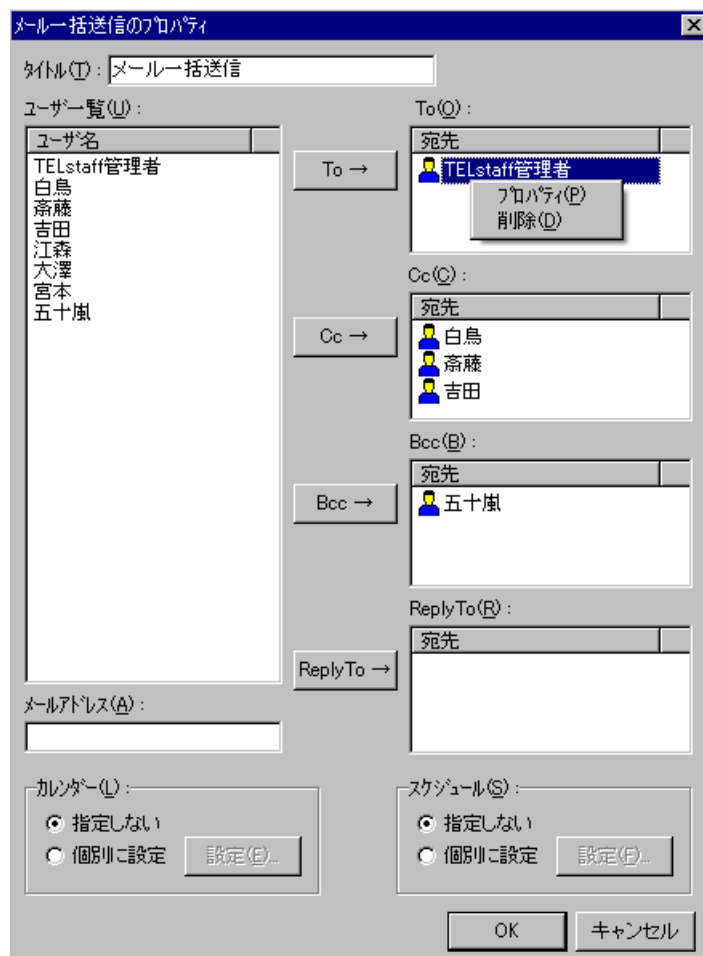 メール一括送信のプロパティ
タイトル(T):メール一括送信
ユーザ一覧(U):
ユーザ名
TELstaff管理者
白鳥
斎藤
吉田
江森
大澤
宮本
五十嵐
メールアドレス(A):
To →
Cc →
Bcc →
ReplyTo →
To(O):
宛先
TELstaff管理者
プロパティ(P)
削除(D)
Cc(C):
宛先
白鳥
斎藤
吉田
Bcc(B):
宛先
五十嵐
ReplyTo(R):
宛先
カレンダー(L):
指定しない
個別に設定 設定(E)...
スケジュール(S):
指定しない
個別に設定 設定(F)...
OK キャンセル